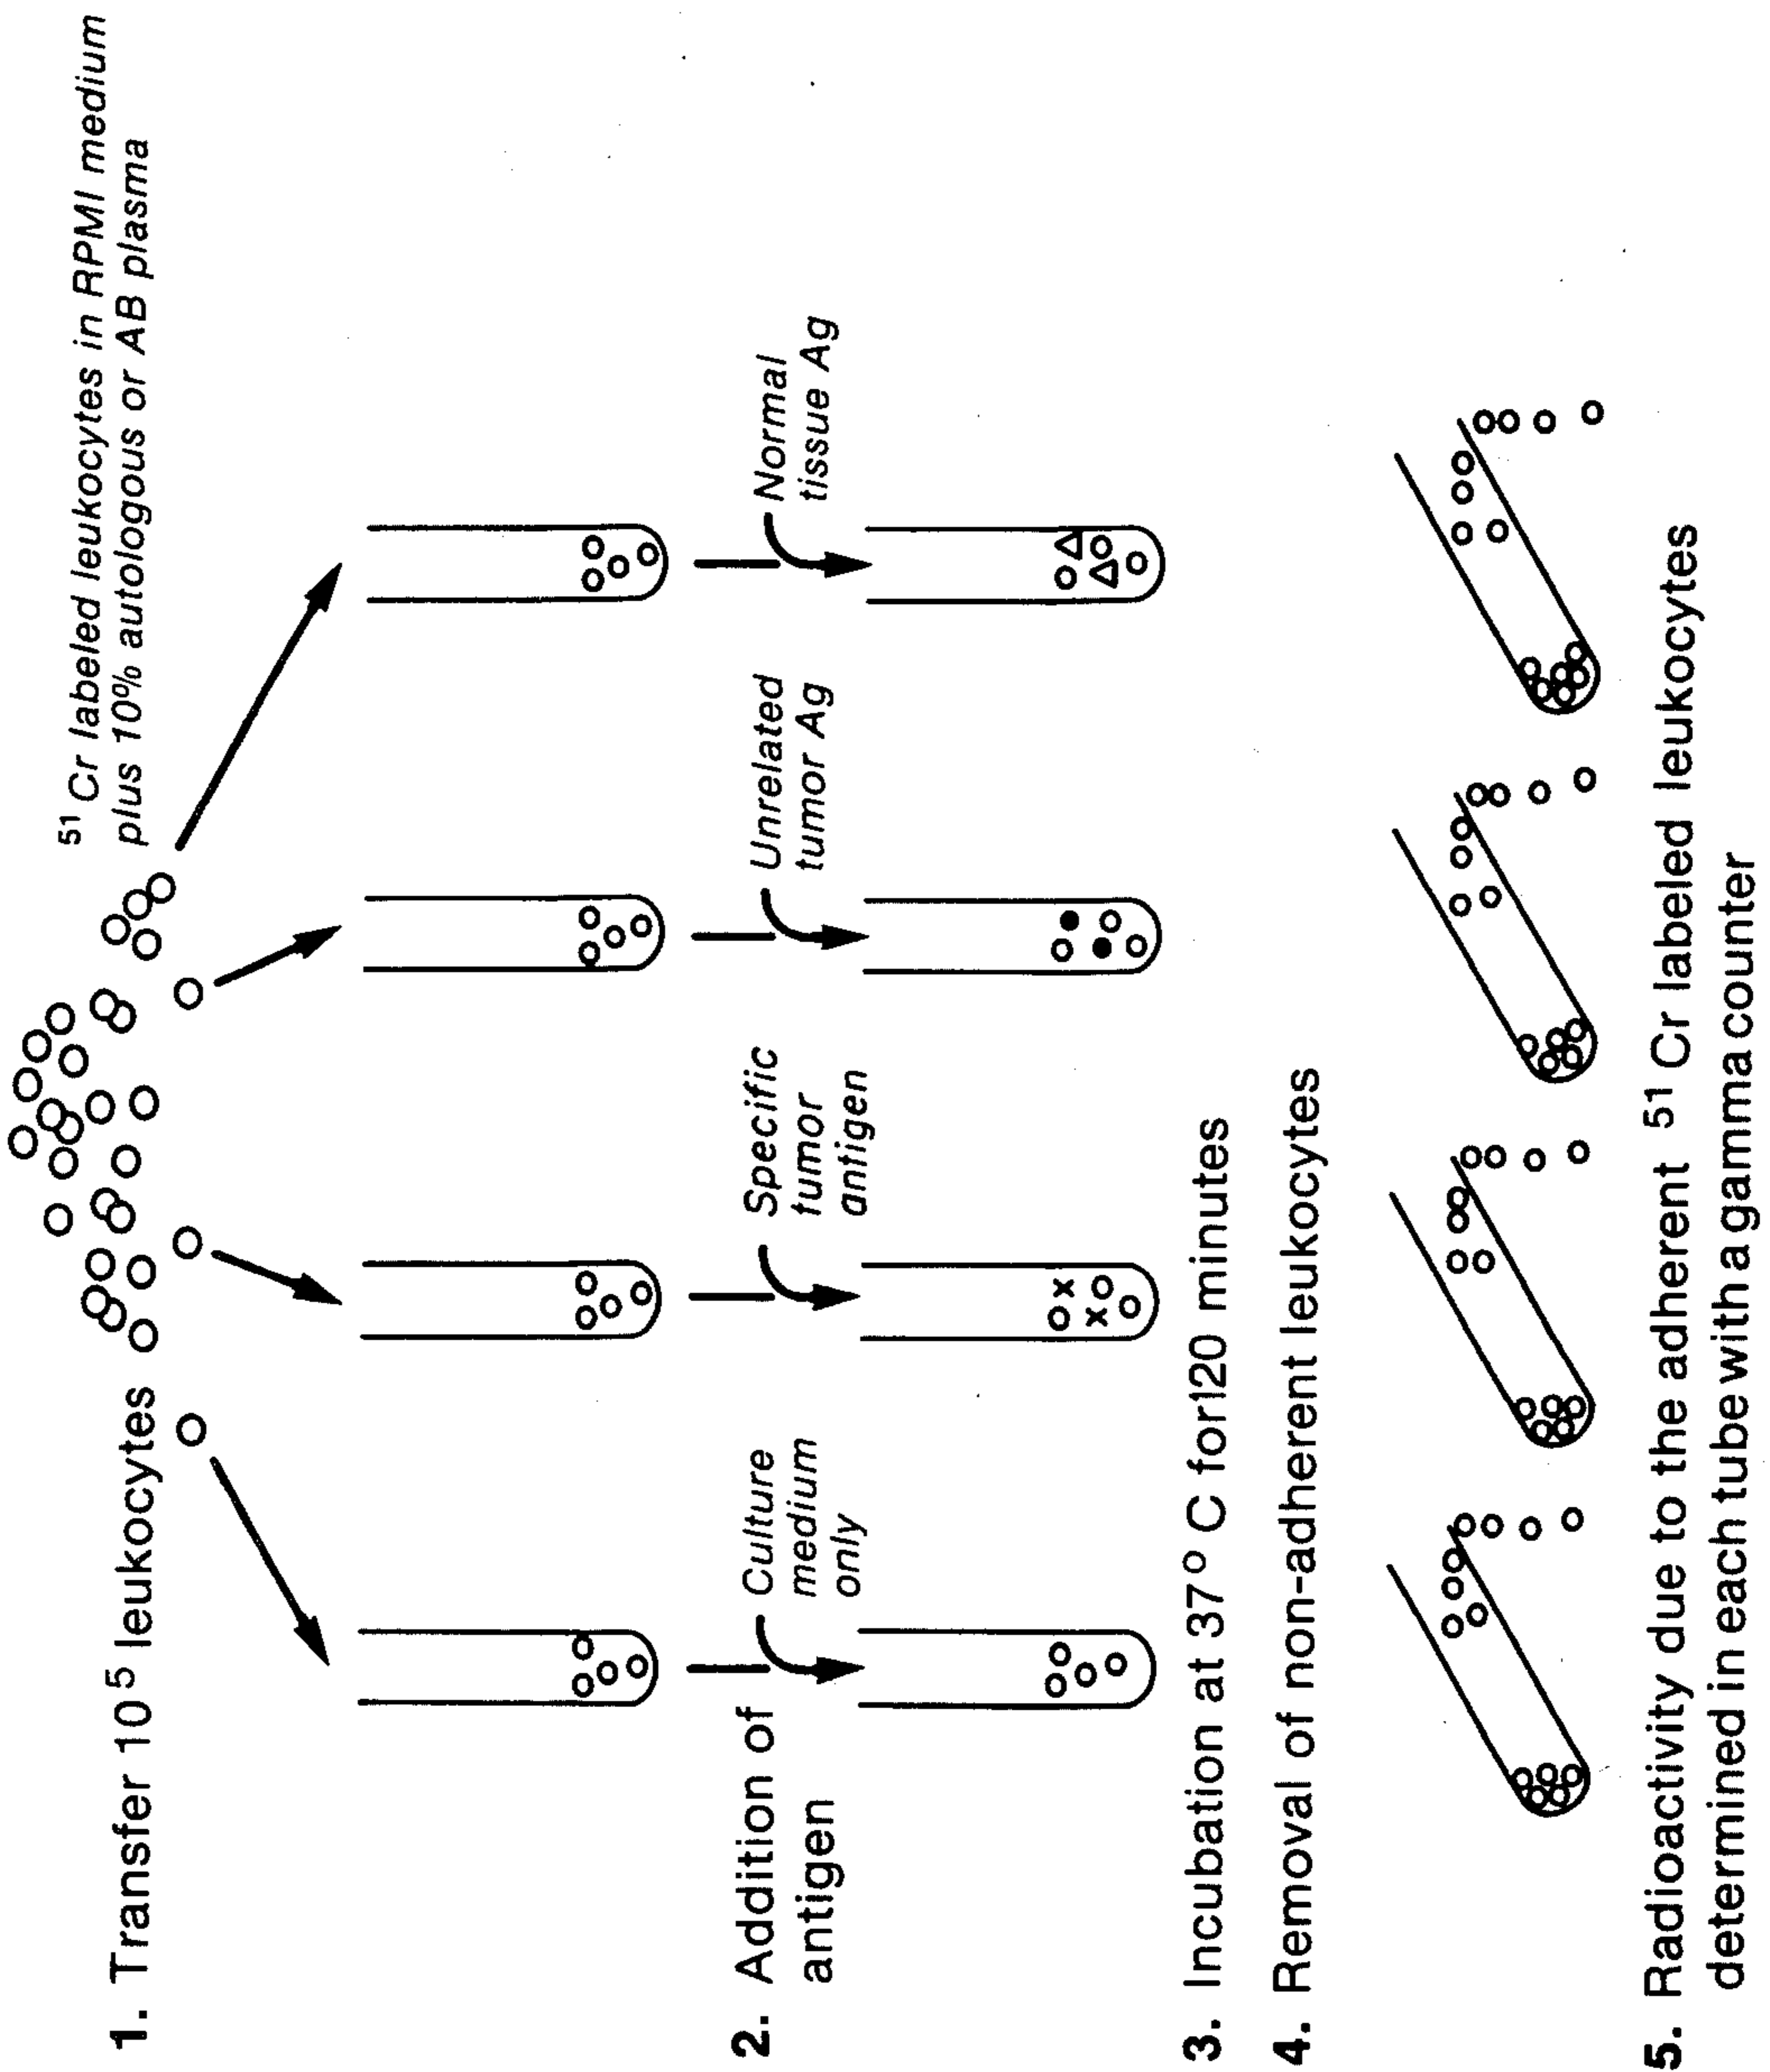 ⁵¹Cr labeled leukocytes in RPMI medium
plus 10% autologous or AB plasma
1. Transfer 10⁵ leukocytes
2. Addition of
antigen
Culture
medium
only
Specific
tumor
antigen
Unrelated
tumor Ag
Normal
tissue Ag
3. Incubation at 37° C for120 minutes
4. Removal of non-adherent leukocytes
5. Radioactivity due to the adherent ⁵¹Cr labeled leukocytes
determined in each tube with a gamma counter